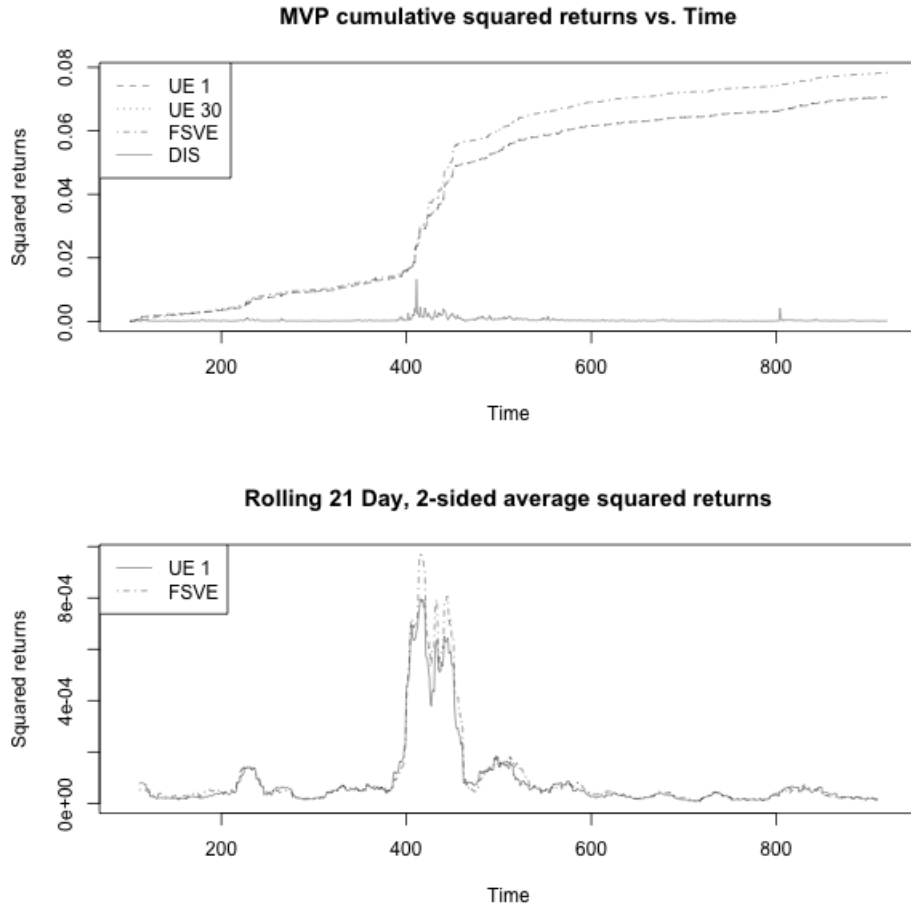 MVP cumulative squared returns vs. Time
UE 1
UE 30
FSVE
DIS
Squared returns
0.00
0.02
0.04
0.06
0.08
200
400
600
800
Time
Rolling 21 Day, 2-sided average squared returns
UE 1
FSVE
Squared returns
0e+00
4e-04
8e-04
200
400
600
800
Time